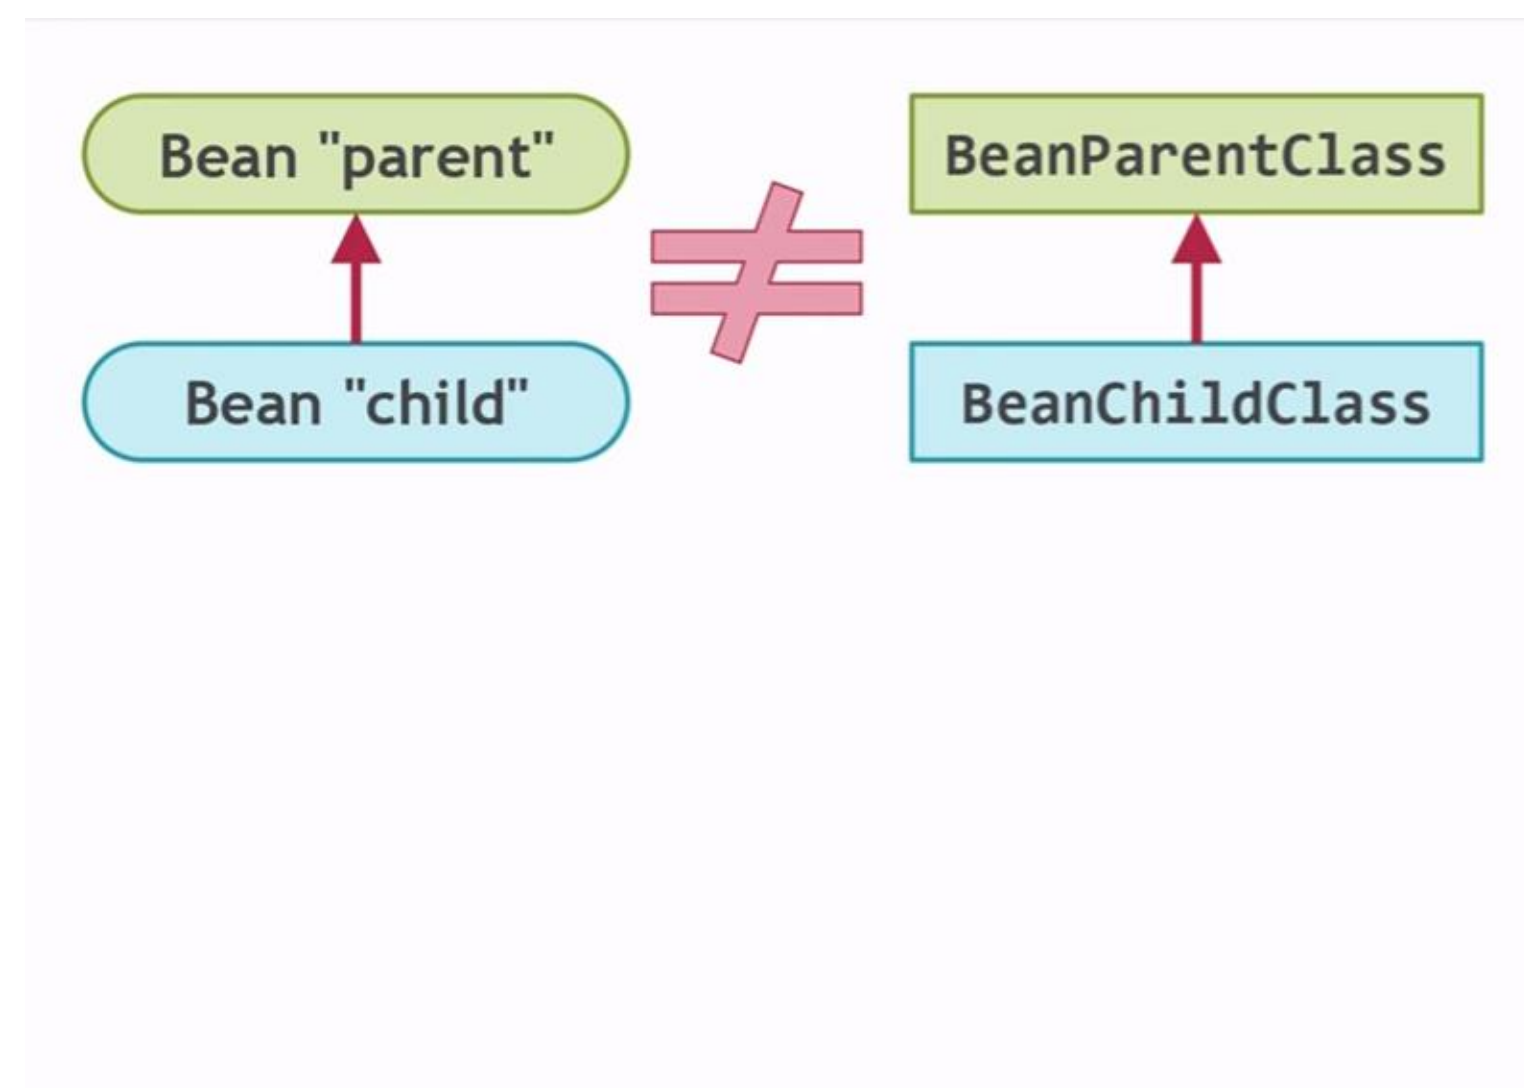 Bean "parent"
BeanParentClass
≠
Bean "child"
BeanChildClass